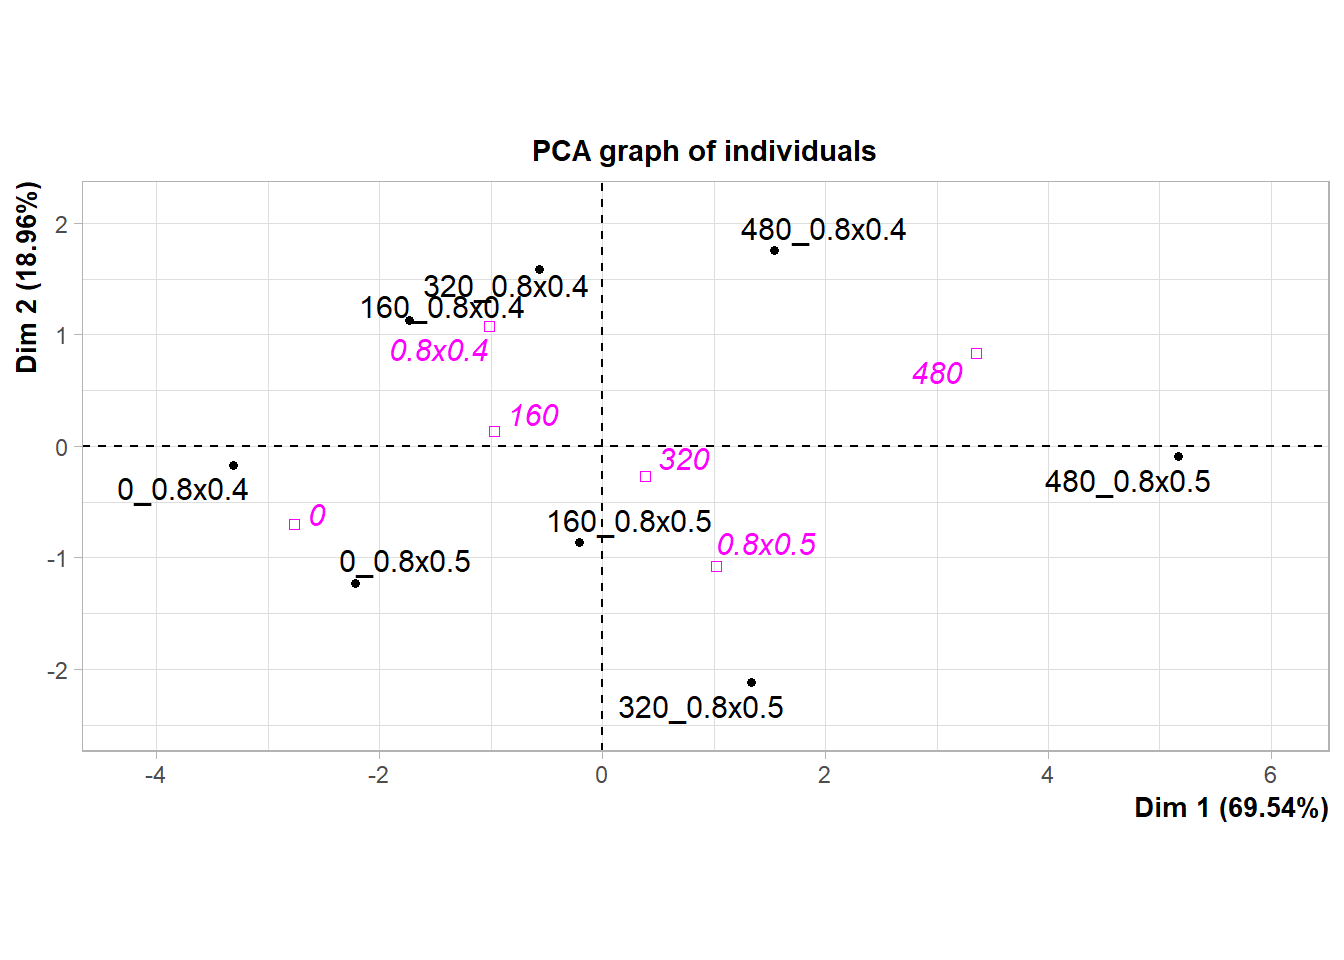 PCA graph of individuals
Dim 2 (18.96%)
2
1
0
-1
-2
480_0.8x0.4
320_0.8x0.4
160_0.8x0.4
0.8x0.4
480
160
320
0_0.8x0.4
480_0.8x0.5
0
160_0.8x0.5
0.8x0.5
0_0.8x0.5
320_0.8x0.5
-4
-2
0
2
4
6
Dim 1 (69.54%)